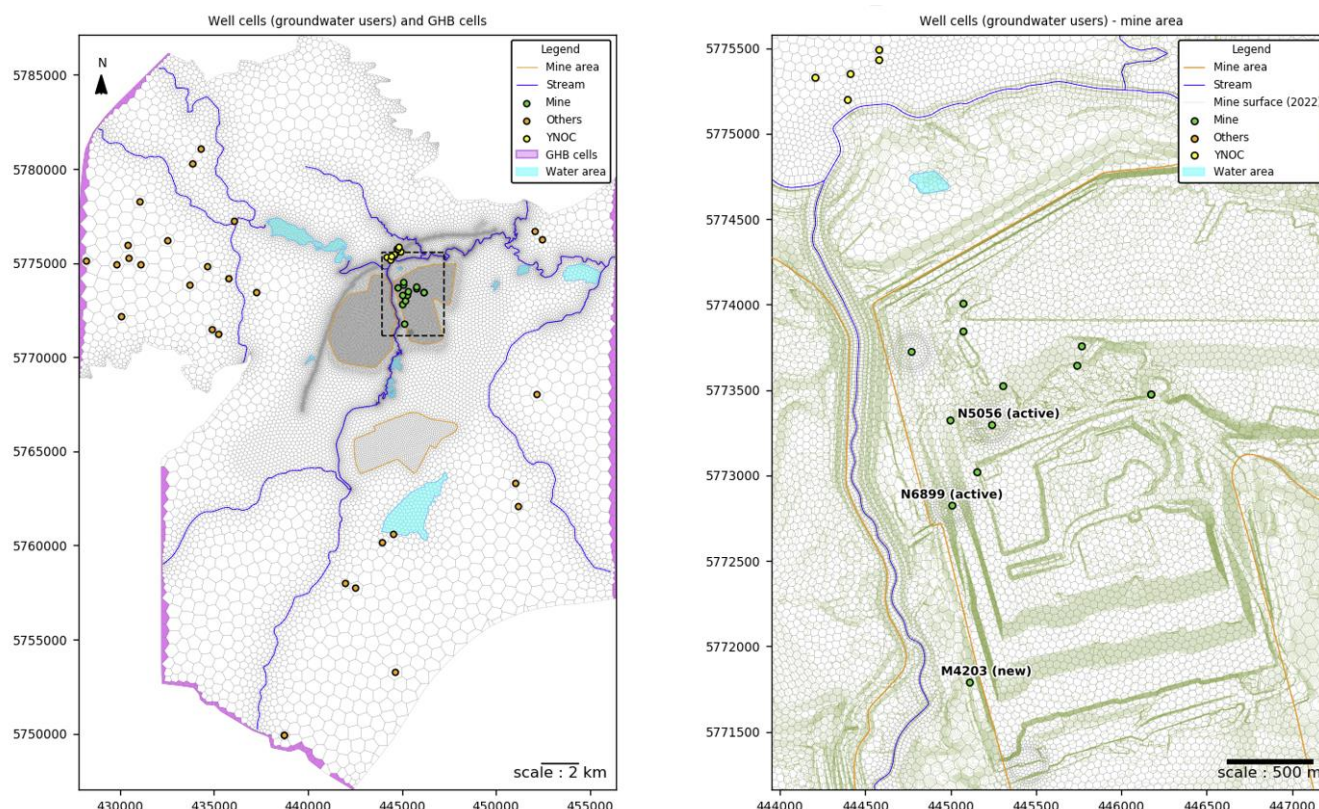 Well cells (groundwater users) and GHB cells
N
Legend
Mine area
Stream
Mine
Others
YNOC
GHB cells
Water area
5785000
5780000
5775000
5770000
5765000
5760000
5755000
5750000
scale : 2 km
430000
435000
440000
445000
450000
455000
Well cells (groundwater users) - mine area
Legend
Mine area
Stream
Mine surface (2022)
Mine
Others
YNOC
Water area
5775500
5775000
5774500
5774000
5773500
5773000
5772500
5772000
5771500
N5056 (active)
N6899 (active)
M4203 (new)
scale : 500 m
444000
444500
445000
445500
446000
446500